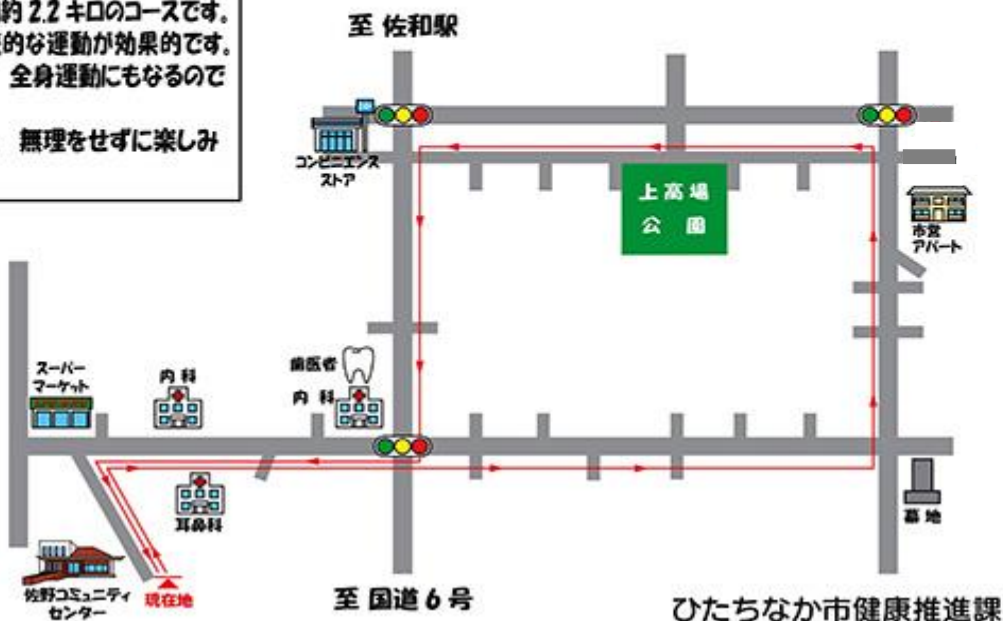 約2.2キロのコースです。
的な運動が効果的です。
全身運動にもなるので
無理をせずに楽しみ
至 佐和駅
コンビニエンス
ストア
上高場
公園
市営
アパート
スーパー
マーケット
内科
歯医者
内科
耳鼻科
墓地
佐野コミュニティ
センター
現在地
至 国道6号
ひたちなか市健康推進課